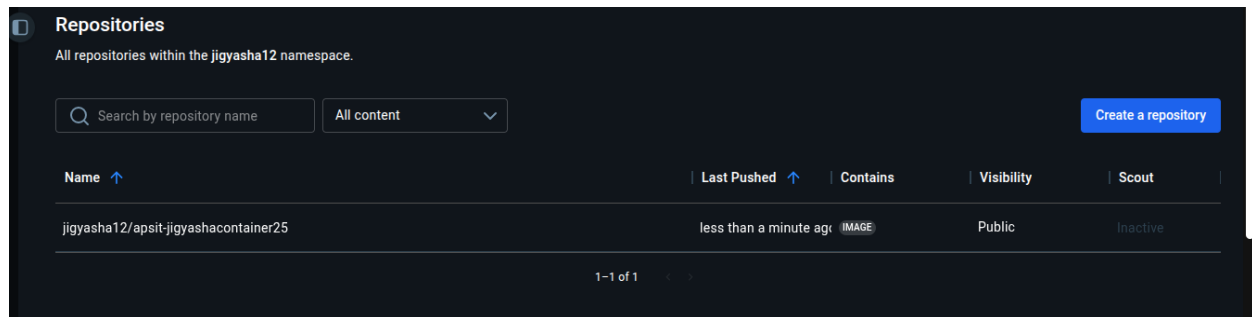 Repositories
All repositories within the jigyasha12 namespace.
Search by repository name
All content
Create a repository
Name Last Pushed Contains Visibility Scout
jigyasha12/apsit-jigyashacontainer25 less than a minute ago IMAGE Public Inactive
1–1 of 1